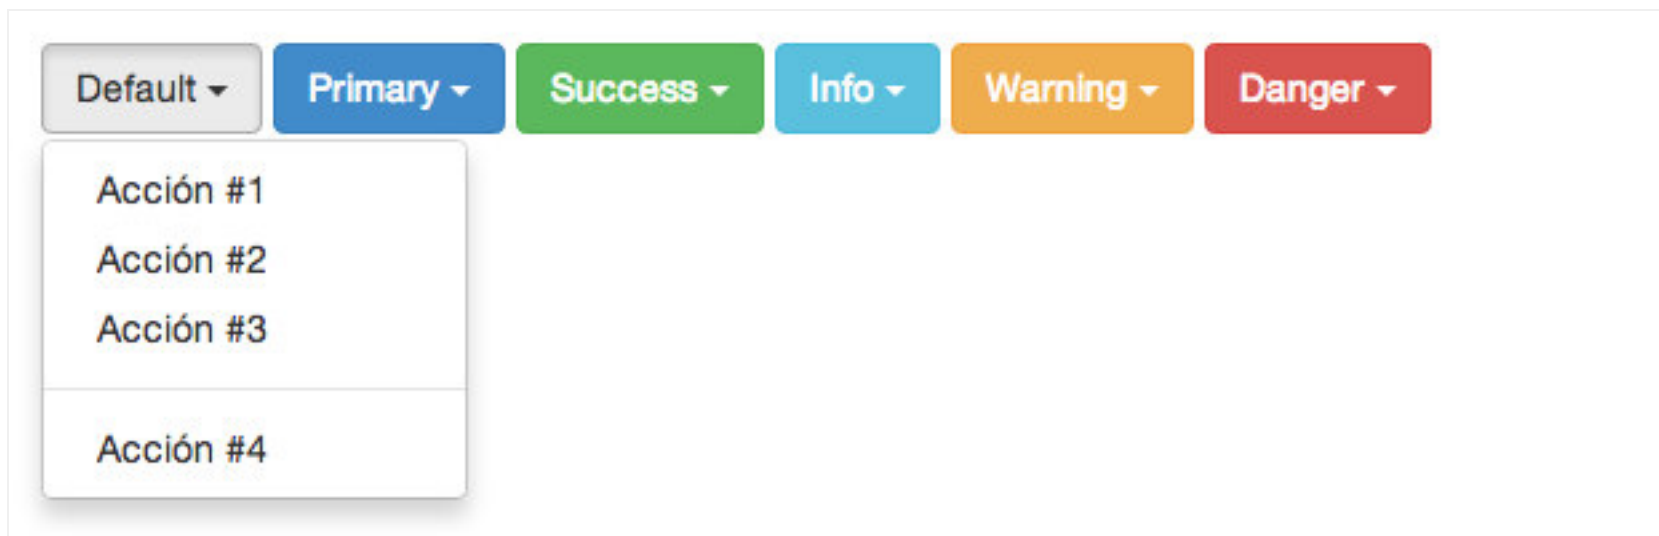 Default Primary Success Info Warning Danger
Acción #1
Acción #2
Acción #3
Acción #4